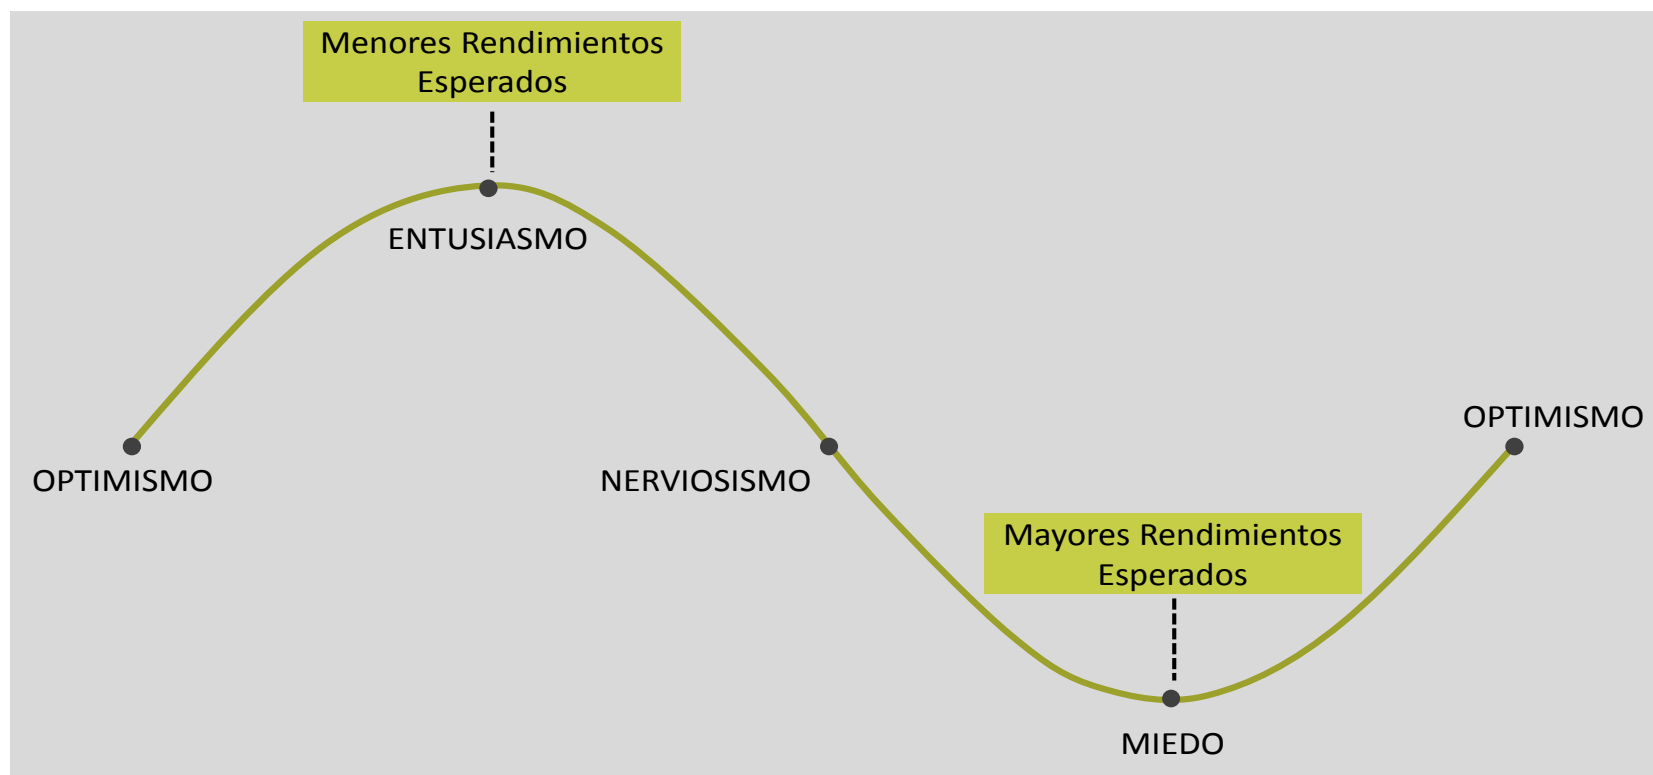 Menores Rendimientos
Esperados
ENTUSIASMO
OPTIMISMO
OPTIMISMO
NERVIOSISMO
Mayores Rendimientos
Esperados
MIEDO